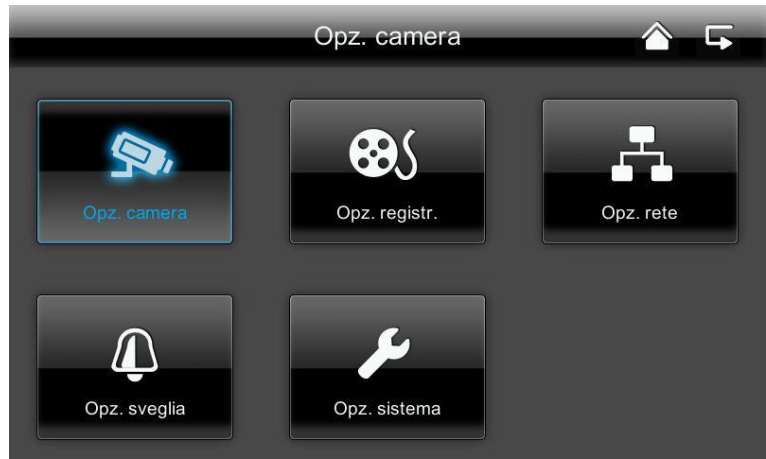 Opz. camera
Opz. camera
Opz. registr.
Opz. rete
Opz. sveglia
Opz. sistema